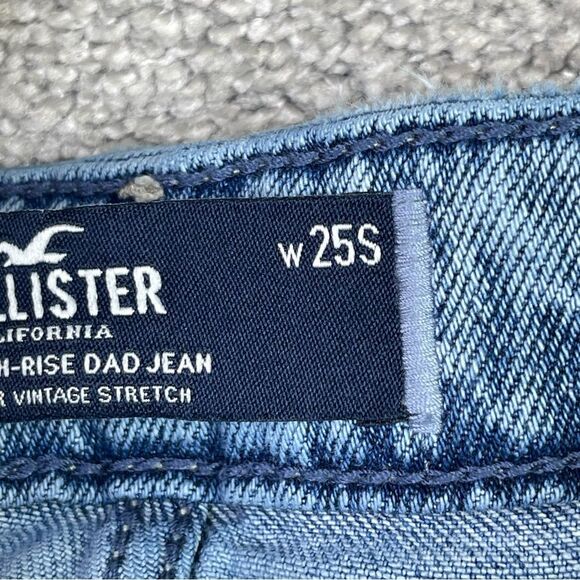 LLISTER
LIFORNIA
H-RISE DAD JEAN
R VINTAGE STRETCH
W 25S